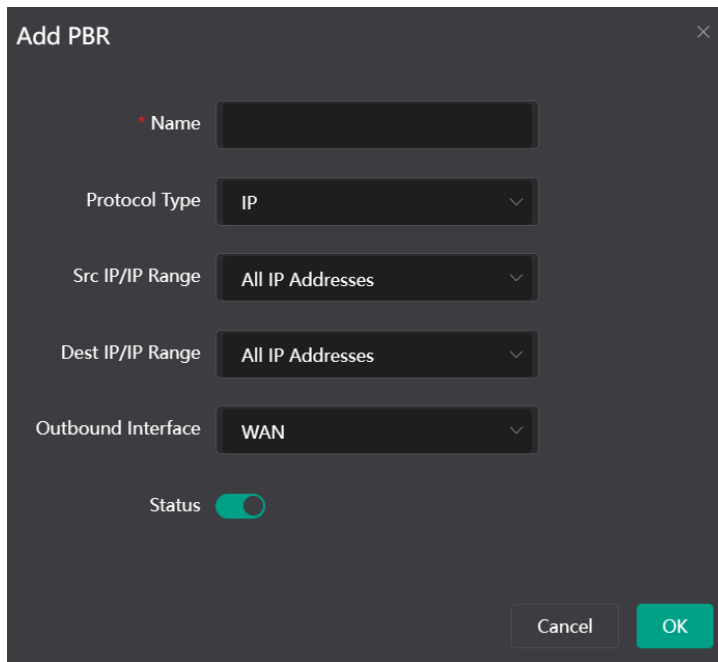 Add PBR
* Name
Protocol Type IP
Src IP/IP Range All IP Addresses
Dest IP/IP Range All IP Addresses
Outbound Interface WAN
Status
Cancel OK